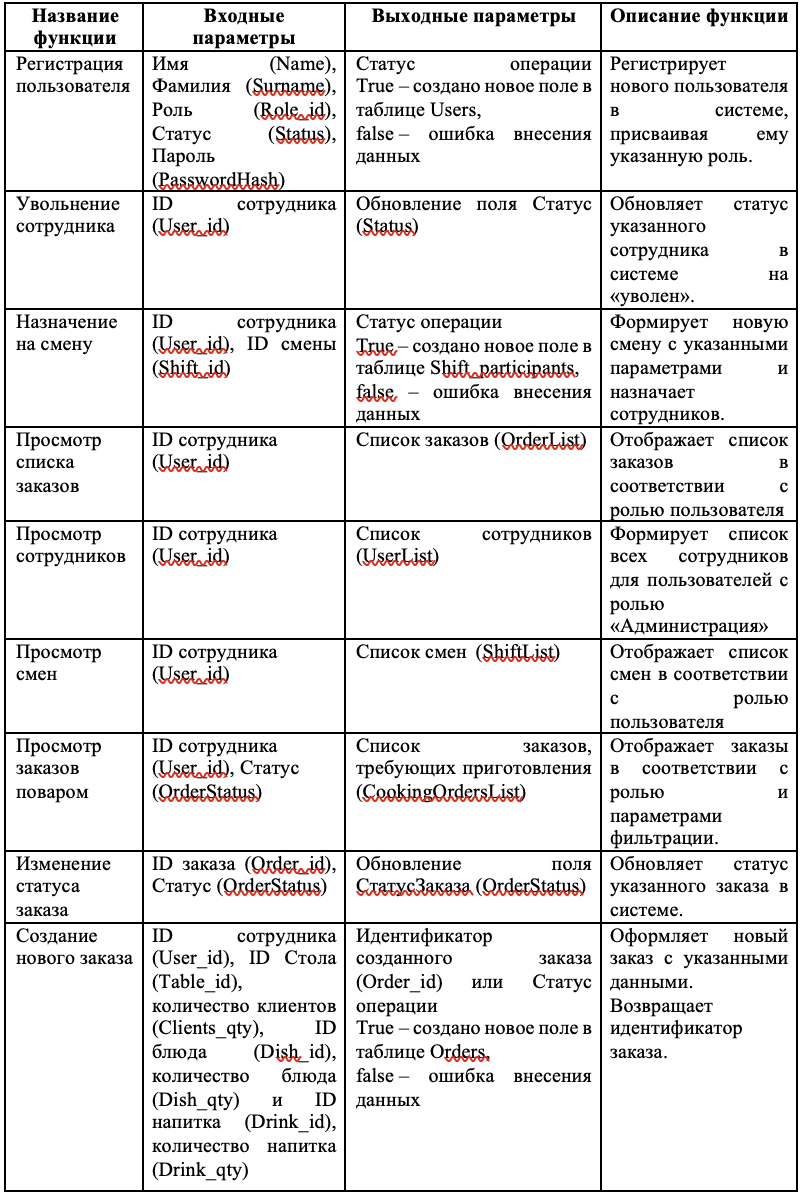 Название функции
Входные параметры
Выходные параметры
Описание функции
Регистрация
пользователя
Имя (Name),
Фамилия (Surname),
Роль (Role_id),
Статус (Status),
Пароль
(PasswordHash)
Статус операции
True – создано новое поле в
таблице Users,
false – ошибка внесения
данных
Регистрирует
нового пользователя
в системе,
присваивая ему
указанную роль.
Увольнение
сотрудника
ID сотрудника
(User_id)
Обновление поля Статус
(Status)
Обновляет статус
указанного
сотрудника в
системе на
«уволен».
Назначение
на смену
ID сотрудника
(User_id), ID смены
(Shift_id)
Статус операции
True – создано новое поле в
таблице Shift_participants,
false – ошибка внесения
данных
Формирует новую
смену с указанными
параметрами и
назначает
сотрудников.
Просмотр
списка
заказов
ID сотрудника
(User_id)
Список заказов (OrderList)
Отображает список
заказов в
соответствии с
ролью пользователя
Просмотр
сотрудников
ID сотрудника
(User_id)
Список сотрудников
(UserList)
Формирует список
всех сотрудников
для пользователей с
ролью
«Администрация»
Просмотр
смен
ID сотрудника
(User_id)
Список смен (ShiftList)
Отображает список
смен в соответствии
с ролью
пользователя
Просмотр
заказов
поваром
ID сотрудника
(User_id), Статус
(OrderStatus)
Список заказов,
требующих приготовления
(CookingOrdersList)
Отображает заказы
в соответствии с
ролью и
параметрами
фильтрации.
Изменение
статуса
заказа
ID заказа (Order_id),
Статус (OrderStatus)
Обновление поля
СтатусЗаказа (OrderStatus)
Обновляет статус
указанного заказа в
системе.
Создание
нового заказа
ID сотрудника
(User_id), ID Стола
(Table_id),
количество клиентов
(Clients_qty), ID
блюда (Dish_id),
количество блюда
(Dish_qty) и ID
напитка (Drink_id),
количество напитка
(Drink_qty)
Идентификатор
созданного заказа
(Order_id) или Статус
операции
True – создано новое поле в
таблице Orders,
false – ошибка внесения
данных
Оформляет новый
заказ с указанными
данными.
Возвращает
идентификатор
заказа.